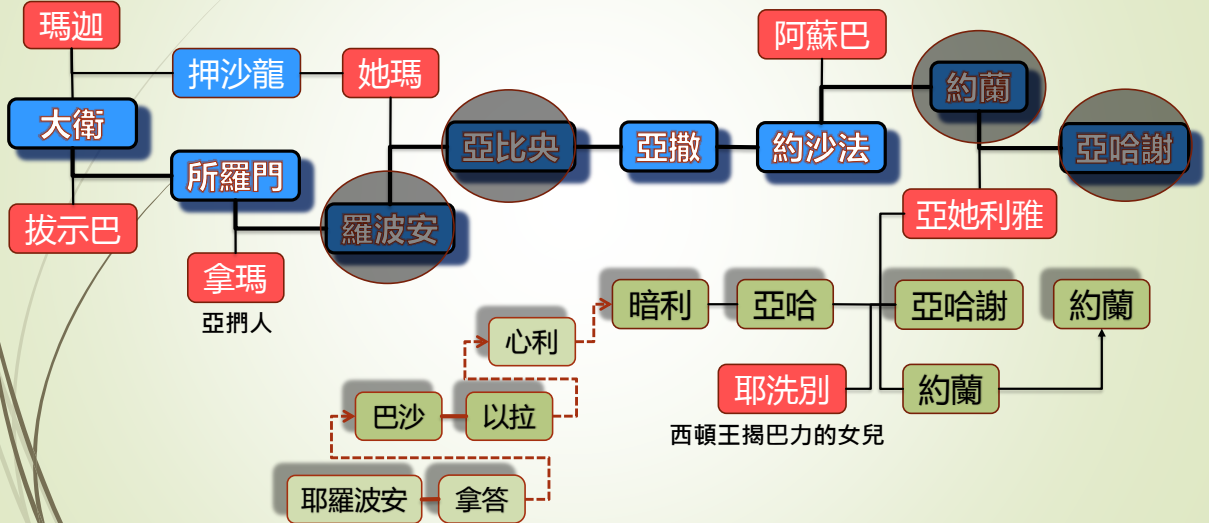 瑪迦
押沙龍
她瑪
阿蘇巴
約蘭
大衛
亞比央
亞撒
約沙法
亞哈謝
所羅門
羅波安
拔示巴
亞她利雅
拿瑪
亞捫人
暗利
亞哈
亞哈謝
約蘭
心利
耶洗別
約蘭
西頓王揭巴力的女兒
巴沙
以拉
耶羅波安
拿答